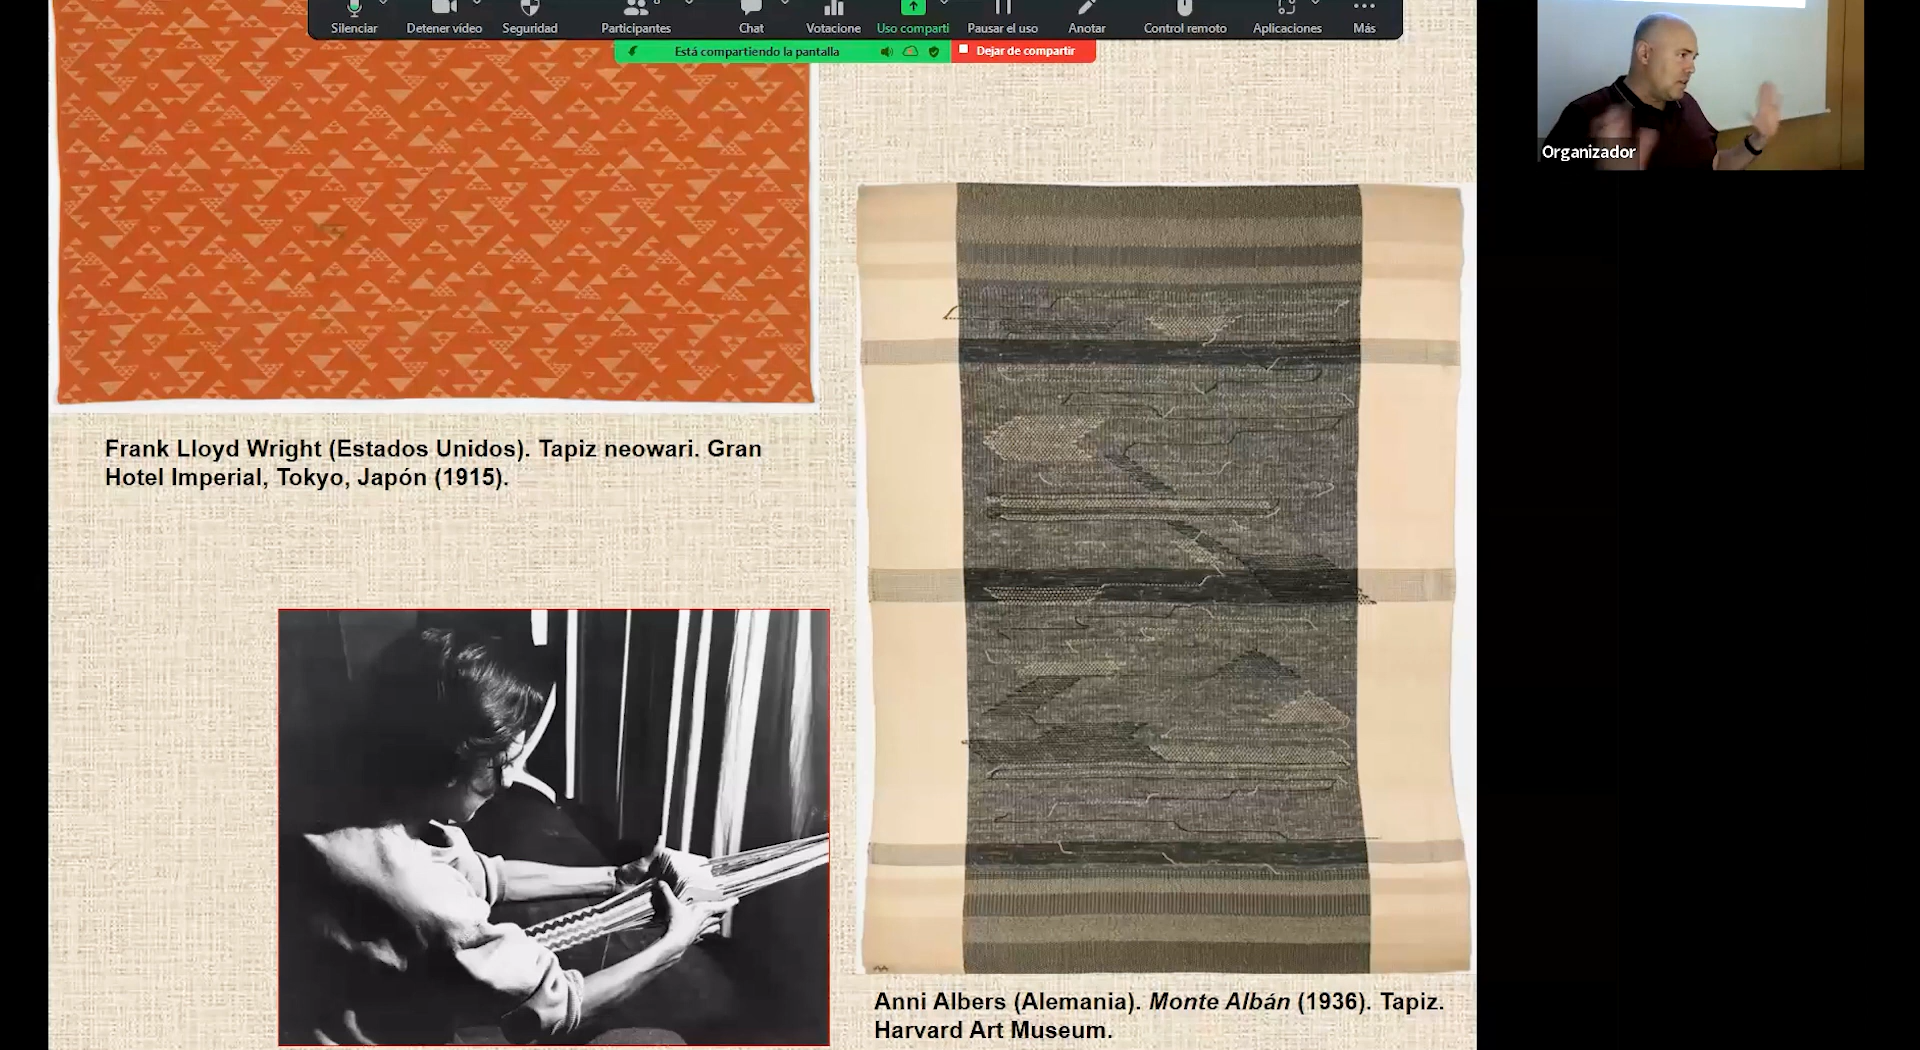 Silenciar
Detener vídeo
Seguridad
Participantes
Chat
Votacione
Uso comparti
Pausar el uso
Anotar
Control remoto
Aplicaciones
Más
Está compartiendo la pantalla
Dejar de compartir
Organizador
Frank Lloyd Wright (Estados Unidos). Tapiz neowari. Gran
Hotel Imperial, Tokyo, Japón (1915).
Anni Albers (Alemania). Monte Albán (1936). Tapiz.
Harvard Art Museum.